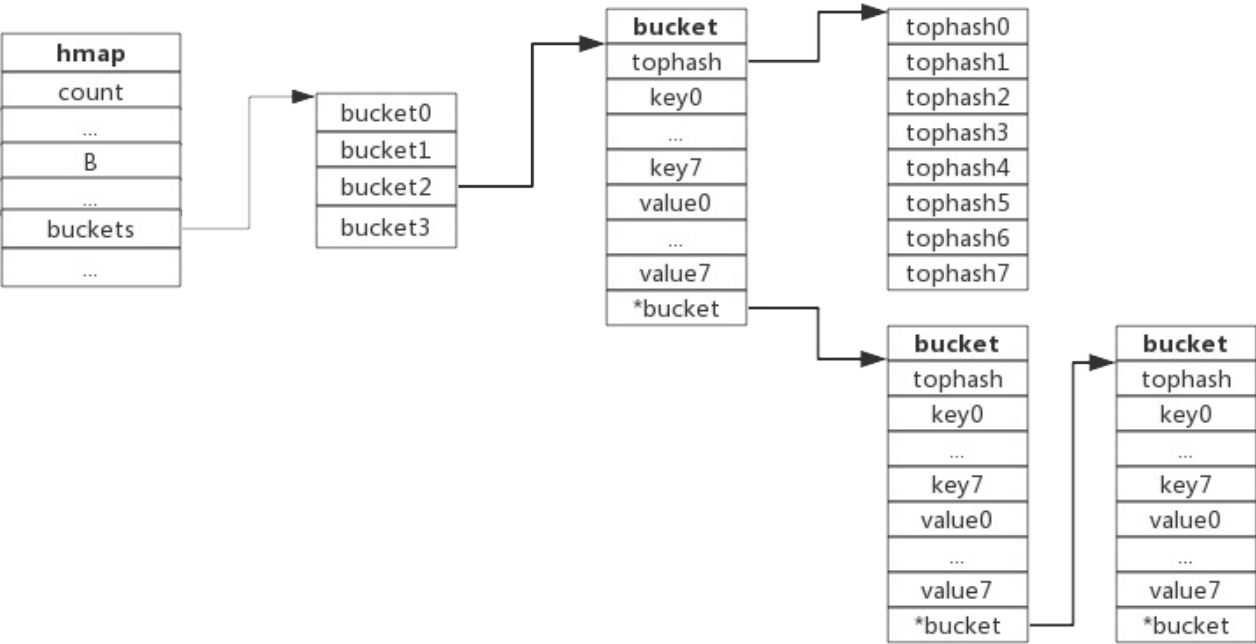 hmap
count
...
B
...
buckets
...
bucket0
bucket1
bucket2
bucket3
bucket
tophash
key0
...
key7
value0
...
value7
*bucket
tophash0
tophash1
tophash2
tophash3
tophash4
tophash5
tophash6
tophash7
bucket
tophash
key0
...
key7
value0
...
value7
*bucket
bucket
tophash
key0
...
key7
value0
...
value7
*bucket